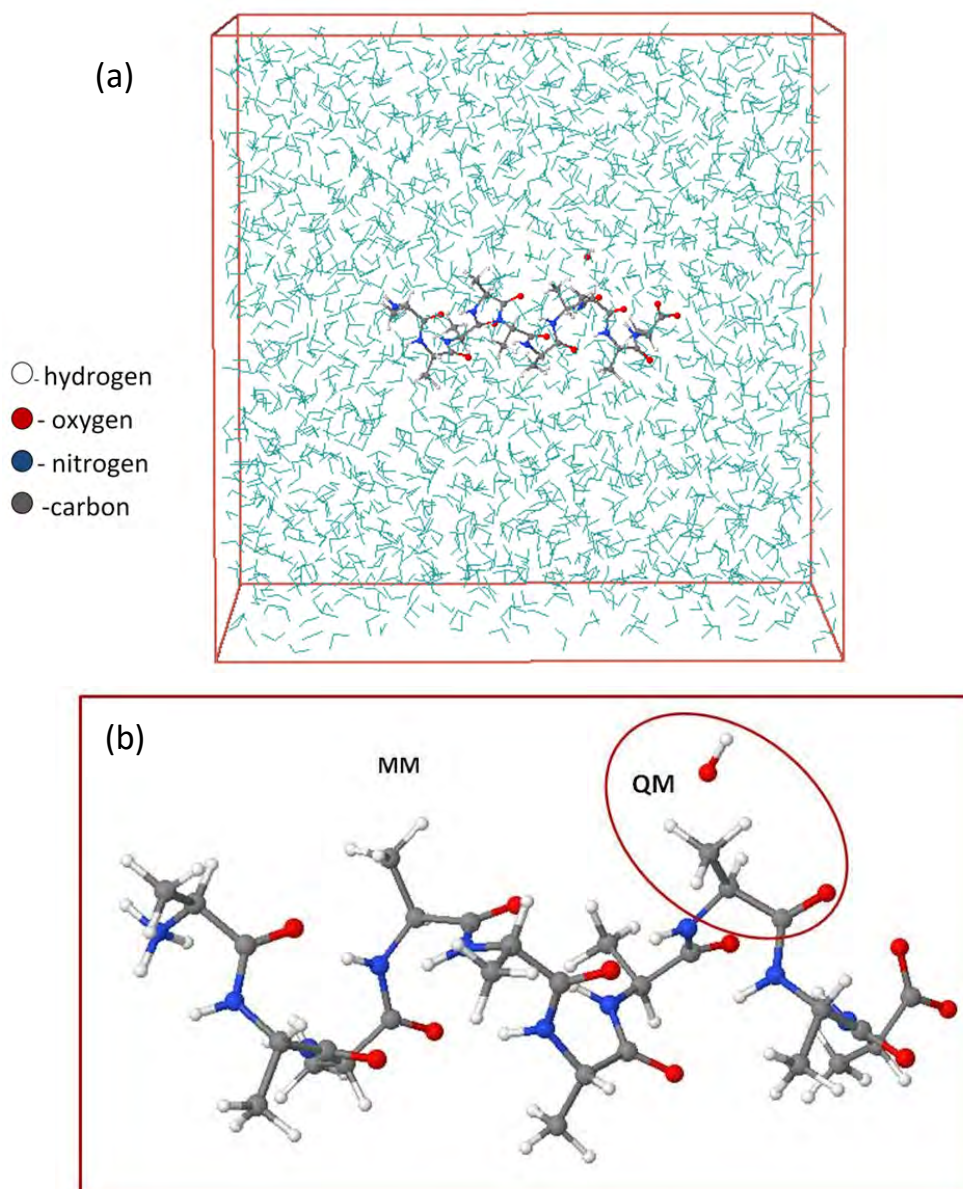 (a)
- hydrogen
- oxygen
- nitrogen
-carbon
(b)
MM
QM